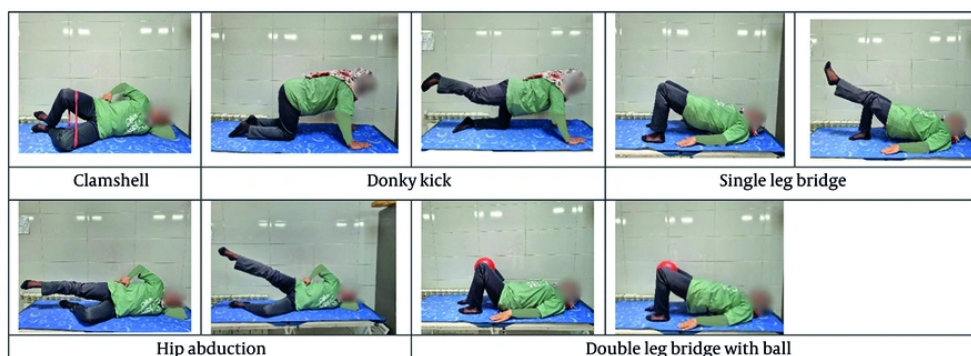 Clamshell
Donky kick
Single leg bridge
Hip abduction
Double leg bridge with ball